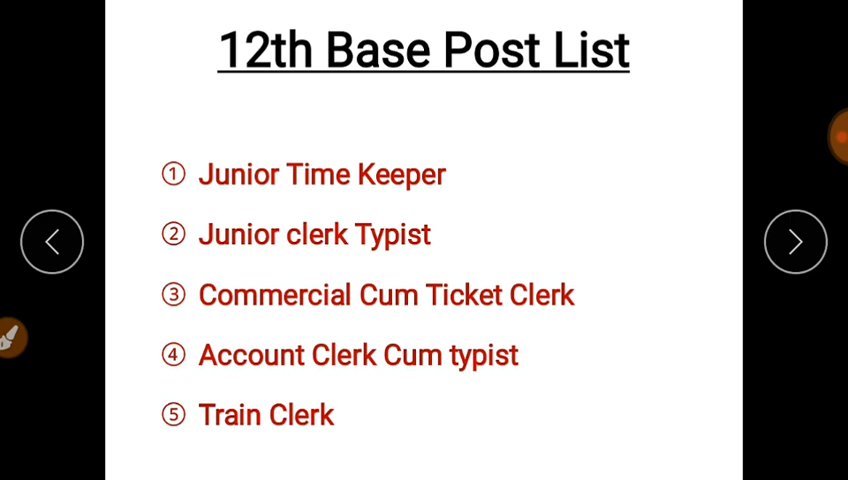 12th Base Post List
① Junior Time Keeper
② Junior clerk Typist
③ Commercial Cum Ticket Clerk
④ Account Clerk Cum typist
⑤ Train Clerk